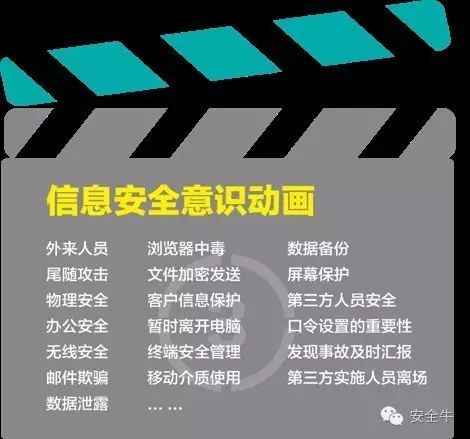 信息安全意识动画
外来人员 浏览器中毒 数据备份
尾随攻击 文件加密发送 屏幕保护
物理安全 客户信息保护 第三方人员安全
办公安全 暂时离开电脑 口令设置的重要性
无线安全 终端安全管理 发现事故及时汇报
邮件欺骗 移动介质使用 第三方实施人员离场
数据泄露 ... ...
3
安全牛